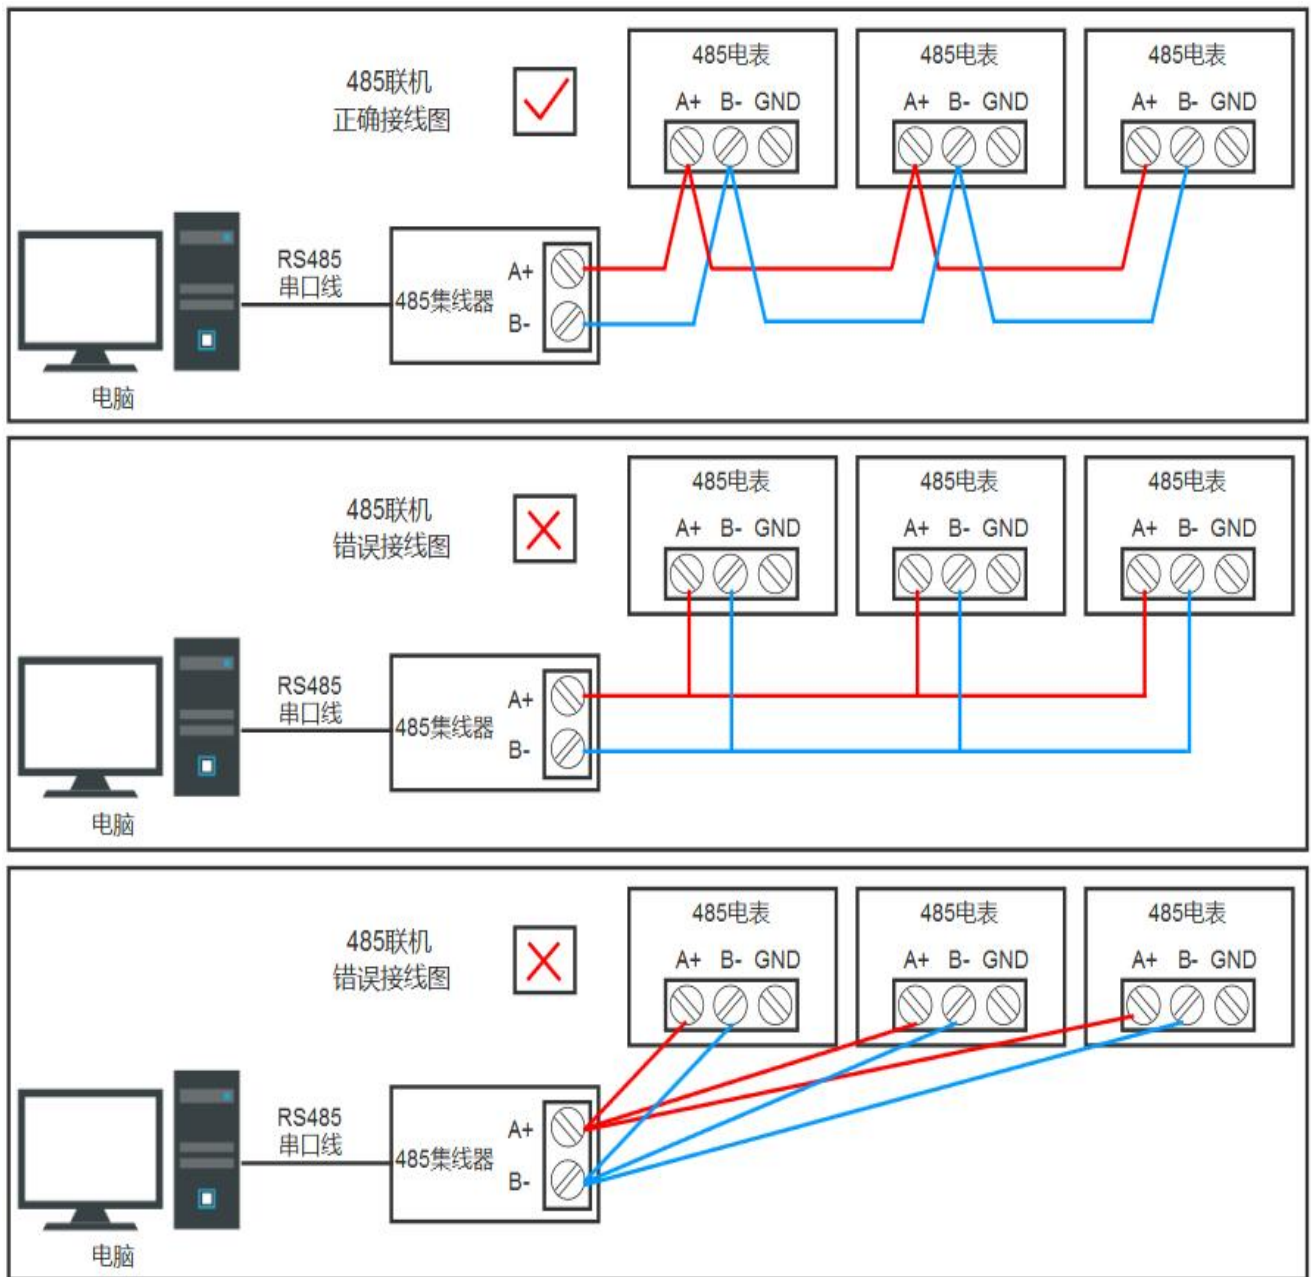 485联机
正确接线图
485电表
A+ B- GND
485电表
A+ B- GND
485电表
A+ B- GND
RS485
串口线
485集线器
A+
B-
电脑
485联机
错误接线图
485电表
A+ B- GND
485电表
A+ B- GND
485电表
A+ B- GND
RS485
串口线
485集线器
A+
B-
电脑
485联机
错误接线图
485电表
A+ B- GND
485电表
A+ B- GND
485电表
A+ B- GND
RS485
串口线
485集线器
A+
B-
电脑